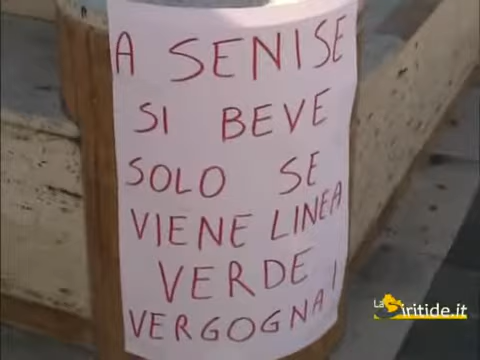 A SENISE
SI BEVE
SOLO SE
VIENE LINEA
VERDE
VERGOGNA!
LaSiritide.it